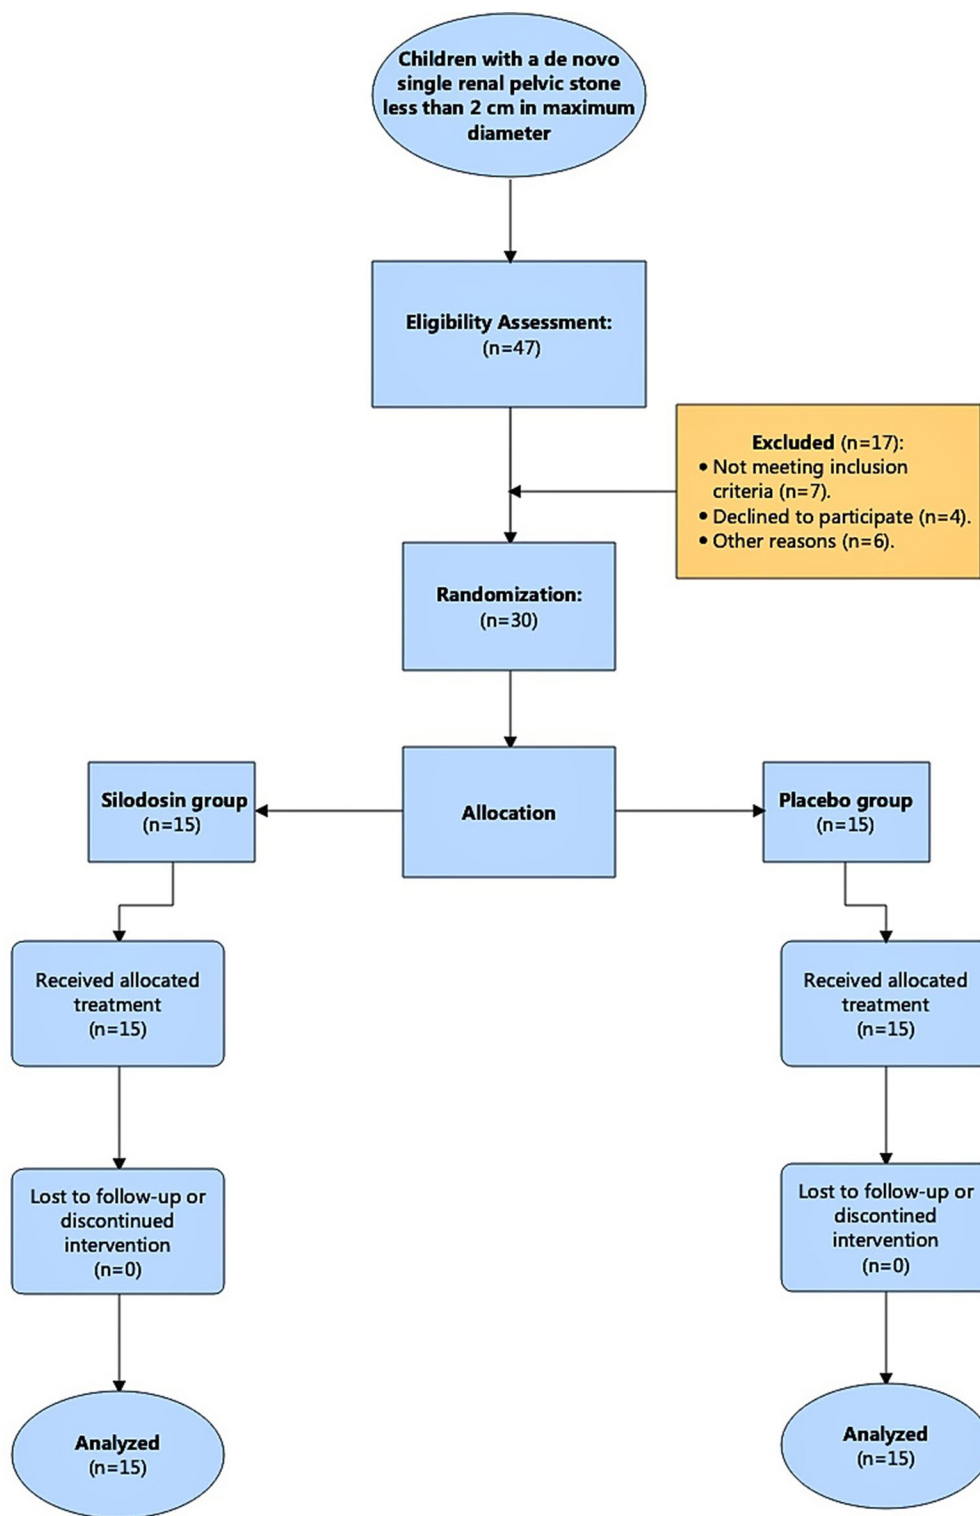 Children with a de novo
single renal pelvic stone
less than 2 cm in maximum
diameter
Eligibility Assessment:
(n=47)
Excluded (n=17):
• Not meeting inclusion
criteria (n=7).
• Declined to participate (n=4).
• Other reasons (n=6).
Randomization:
(n=30)
Silodosin group
(n=15)
Allocation
Placebo group
(n=15)
Received allocated
treatment
(n=15)
Received allocated
treatment
(n=15)
Lost to follow-up or
discontinued
intervention
(n=0)
Lost to follow-up or
discontined
intervention
(n=0)
Analyzed
(n=15)
Analyzed
(n=15)